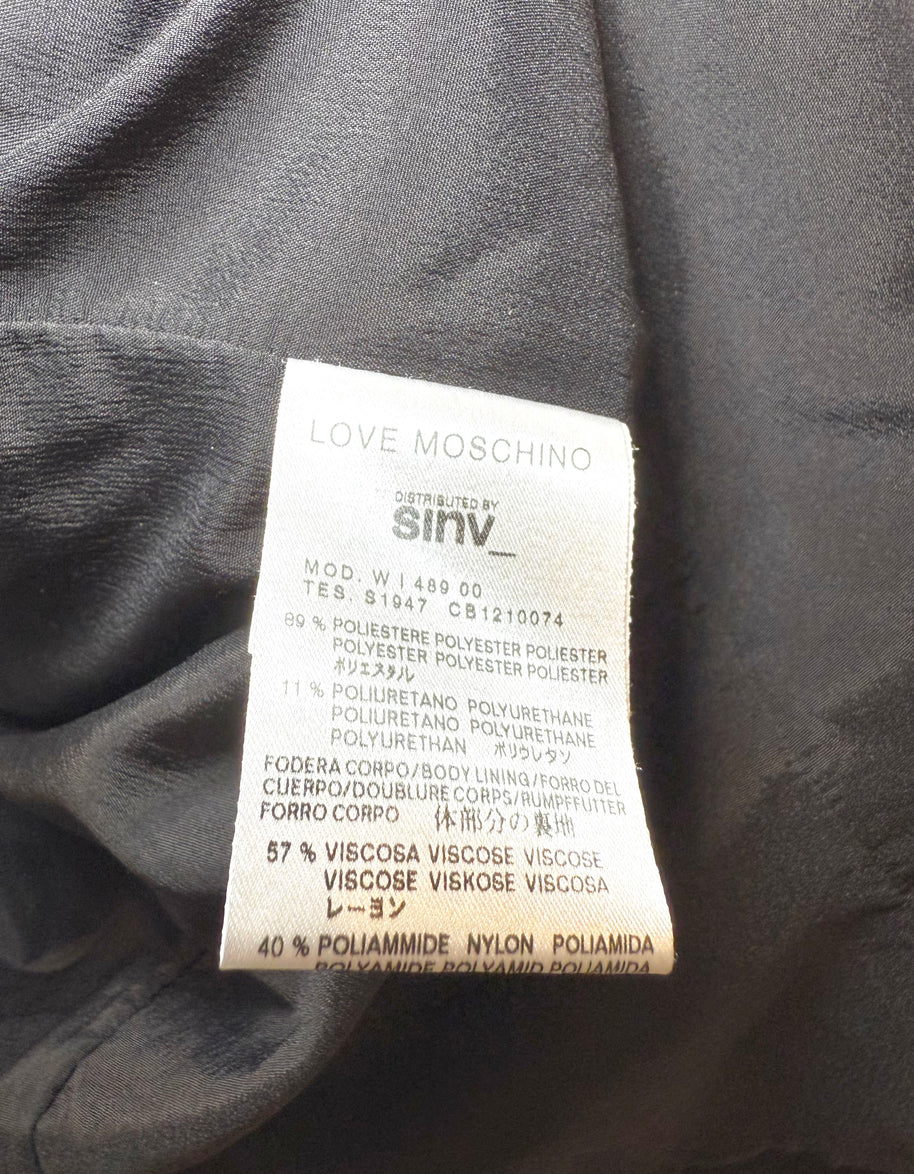 LOVE MOSCHINO
DISTRIBUTED BY
sinv_
MOD. W I 489 00
TES. S1947 CB1210074
89 % POLIESTERE POLYESTER POLIESTER
POLYESTER POLYESTER POLIESTER
ポリエステル
11 % POLIURETANO POLYURETHANE
POLIURETANO POLYURETHANE
POLYURETHAN ポリウレタン
FODERA CORPO/BODY LINING/FORRO DEL
CUERPO/DOUBLURE CORPS/RUMPFFUTTER
FORRO CORPO 体部分の裏地
57 % VISCOSA VISCOSE VISCOSE
VISCOSE VISKOSE VISCOSA
レーヨン
40 % POLIAMMIDE NYLON POLIAMIDA
POLYAMIDE POLYAMID POLIAMIDA